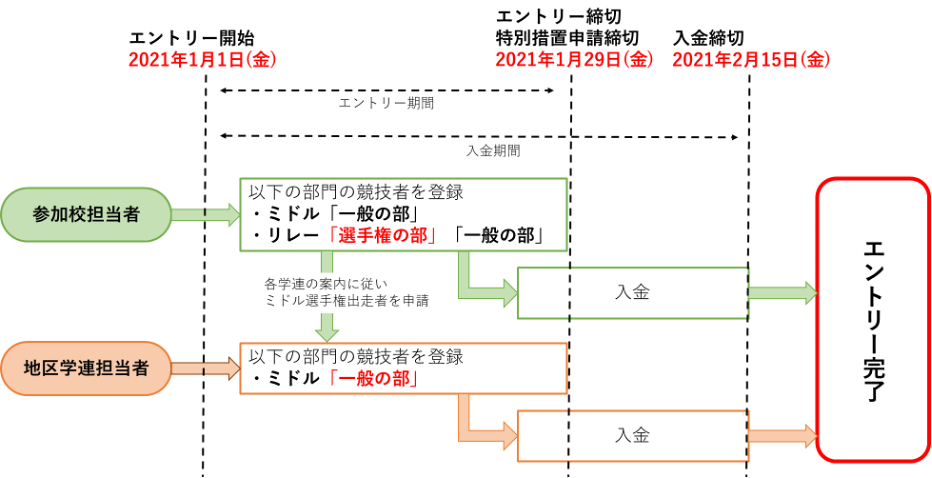 エントリー開始
2021年1月1日(金)
エントリー締切
特別措置申請締切
2021年1月29日(金)
入金締切
2021年2月15日(金)
エントリー期間
入金期間
参加校担当者
以下の部門の競技者を登録
・ミドル「一般の部」
・リレー「選手権の部」「一般の部」
各学連の案内に従い
ミドル選手権出走者を申請
入金
地区学連担当者
以下の部門の競技者を登録
・ミドル「一般の部」
入金
エントリー完了